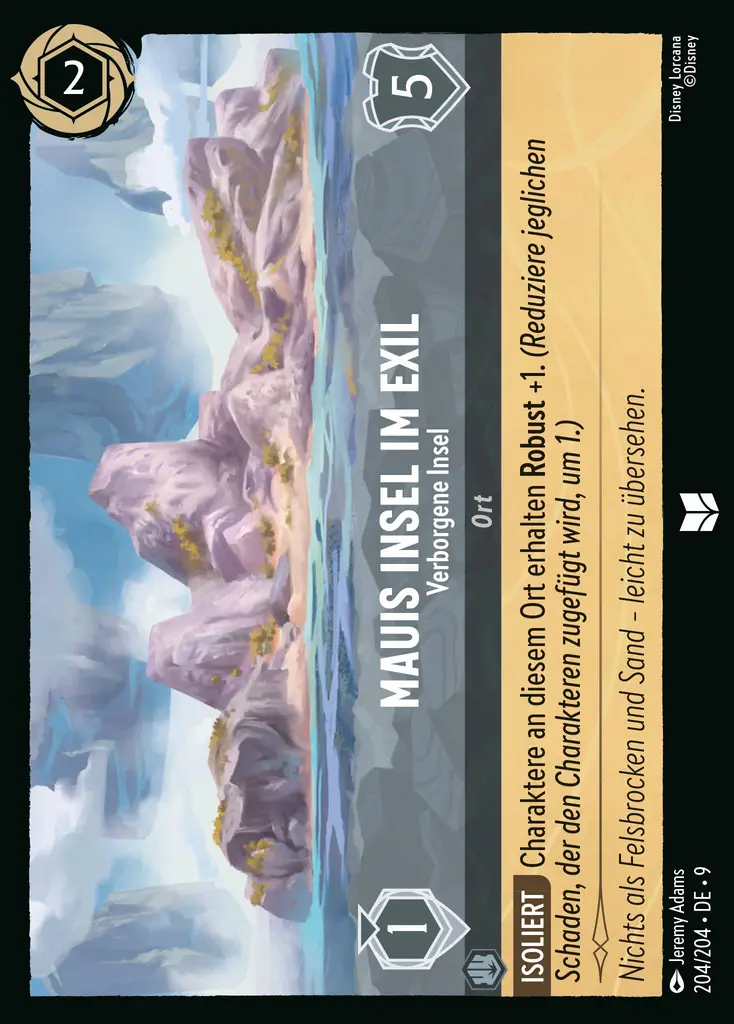 2
5
MAUIS INSEL IM EXIL
Verborgene Insel
1
Ort
ISOLIERT Charaktere an diesem Ort erhalten Robust +1. (Reduziere jeglichen
Schaden, der den Charakteren zugefügt wird, um 1.)
Nichts als Felsbrocken und Sand – leicht zu übersehen.
Jeremy Adams
204/204 • DE • 9
Disney Lorcana
©Disney